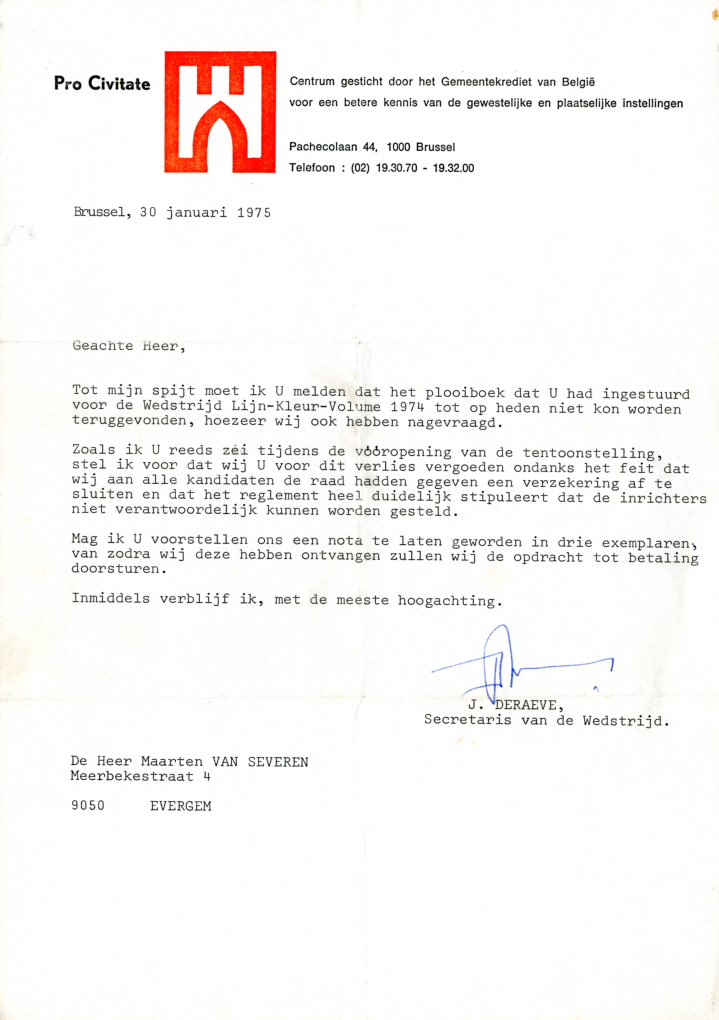 Pro Civitate
Centrum gesticht door het Gemeentekrediet van België
voor een betere kennis van de gewestelijke en plaatselijke instellingen
Pachecolaan 44, 1000 Brussel
Telefoon : (02) 19.30.70 - 19.32.00
Brussel, 30 januari 1975
Geachte Heer,
Tot mijn spijt moet ik U melden dat het plooiboek dat U had ingestuurd
voor de Wedstrijd Lijn-Kleur-Volume 1974 tot op heden niet kon worden
teruggevonden, hoezeer wij ook hebben nagevraagd.
Zoals ik U reeds zei tijdens de vóóropening van de tentoonstelling,
stel ik voor dat wij U voor dit verlies vergoeden ondanks het feit dat
wij aan alle kandidaten de raad hadden gegeven een verzekering af te
sluiten en dat het reglement heel duidelijk stipuleert dat de inrichters
niet verantwoordelijk kunnen worden gesteld.
Mag ik U voorstellen ons een nota te laten geworden in drie exemplaren,
van zodra wij deze hebben ontvangen zullen wij de opdracht tot betaling
doorsturen.
Inmiddels verblijf ik, met de meeste hoogachting.
J. DERAEVE,
Secretaris van de Wedstrijd.
De Heer Maarten VAN SEVEREN
Meerbekestraat 4
9050 EVERGEM